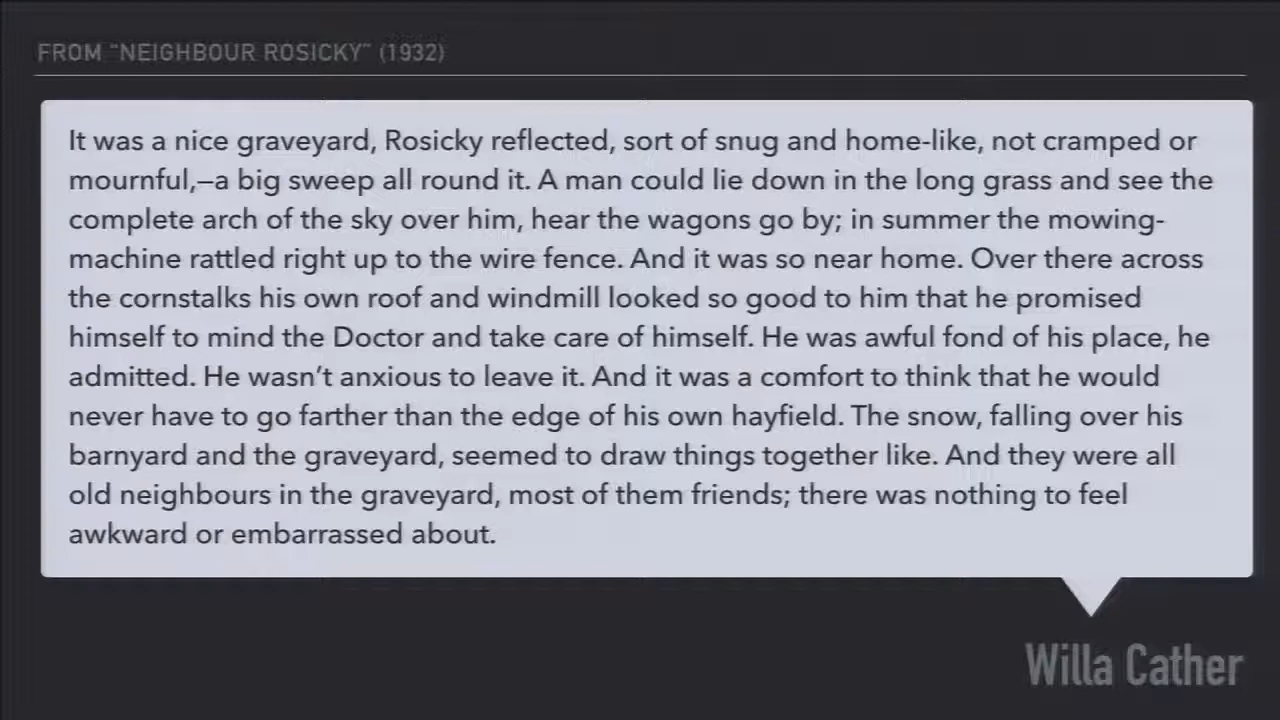 FROM “NEIGHBOUR ROSICKY” (1932)
It was a nice graveyard, Rosicky reflected, sort of snug and home-like, not cramped or
mournful,—a big sweep all round it. A man could lie down in the long grass and see the
complete arch of the sky over him, hear the wagons go by; in summer the mowing-
machine rattled right up to the wire fence. And it was so near home. Over there across
the cornstalks his own roof and windmill looked so good to him that he promised
himself to mind the Doctor and take care of himself. He was awful fond of his place, he
admitted. He wasn’t anxious to leave it. And it was a comfort to think that he would
never have to go farther than the edge of his own hayfield. The snow, falling over his
barnyard and the graveyard, seemed to draw things together like. And they were all
old neighbours in the graveyard, most of them friends; there was nothing to feel
awkward or embarrassed about.
Willa Cather